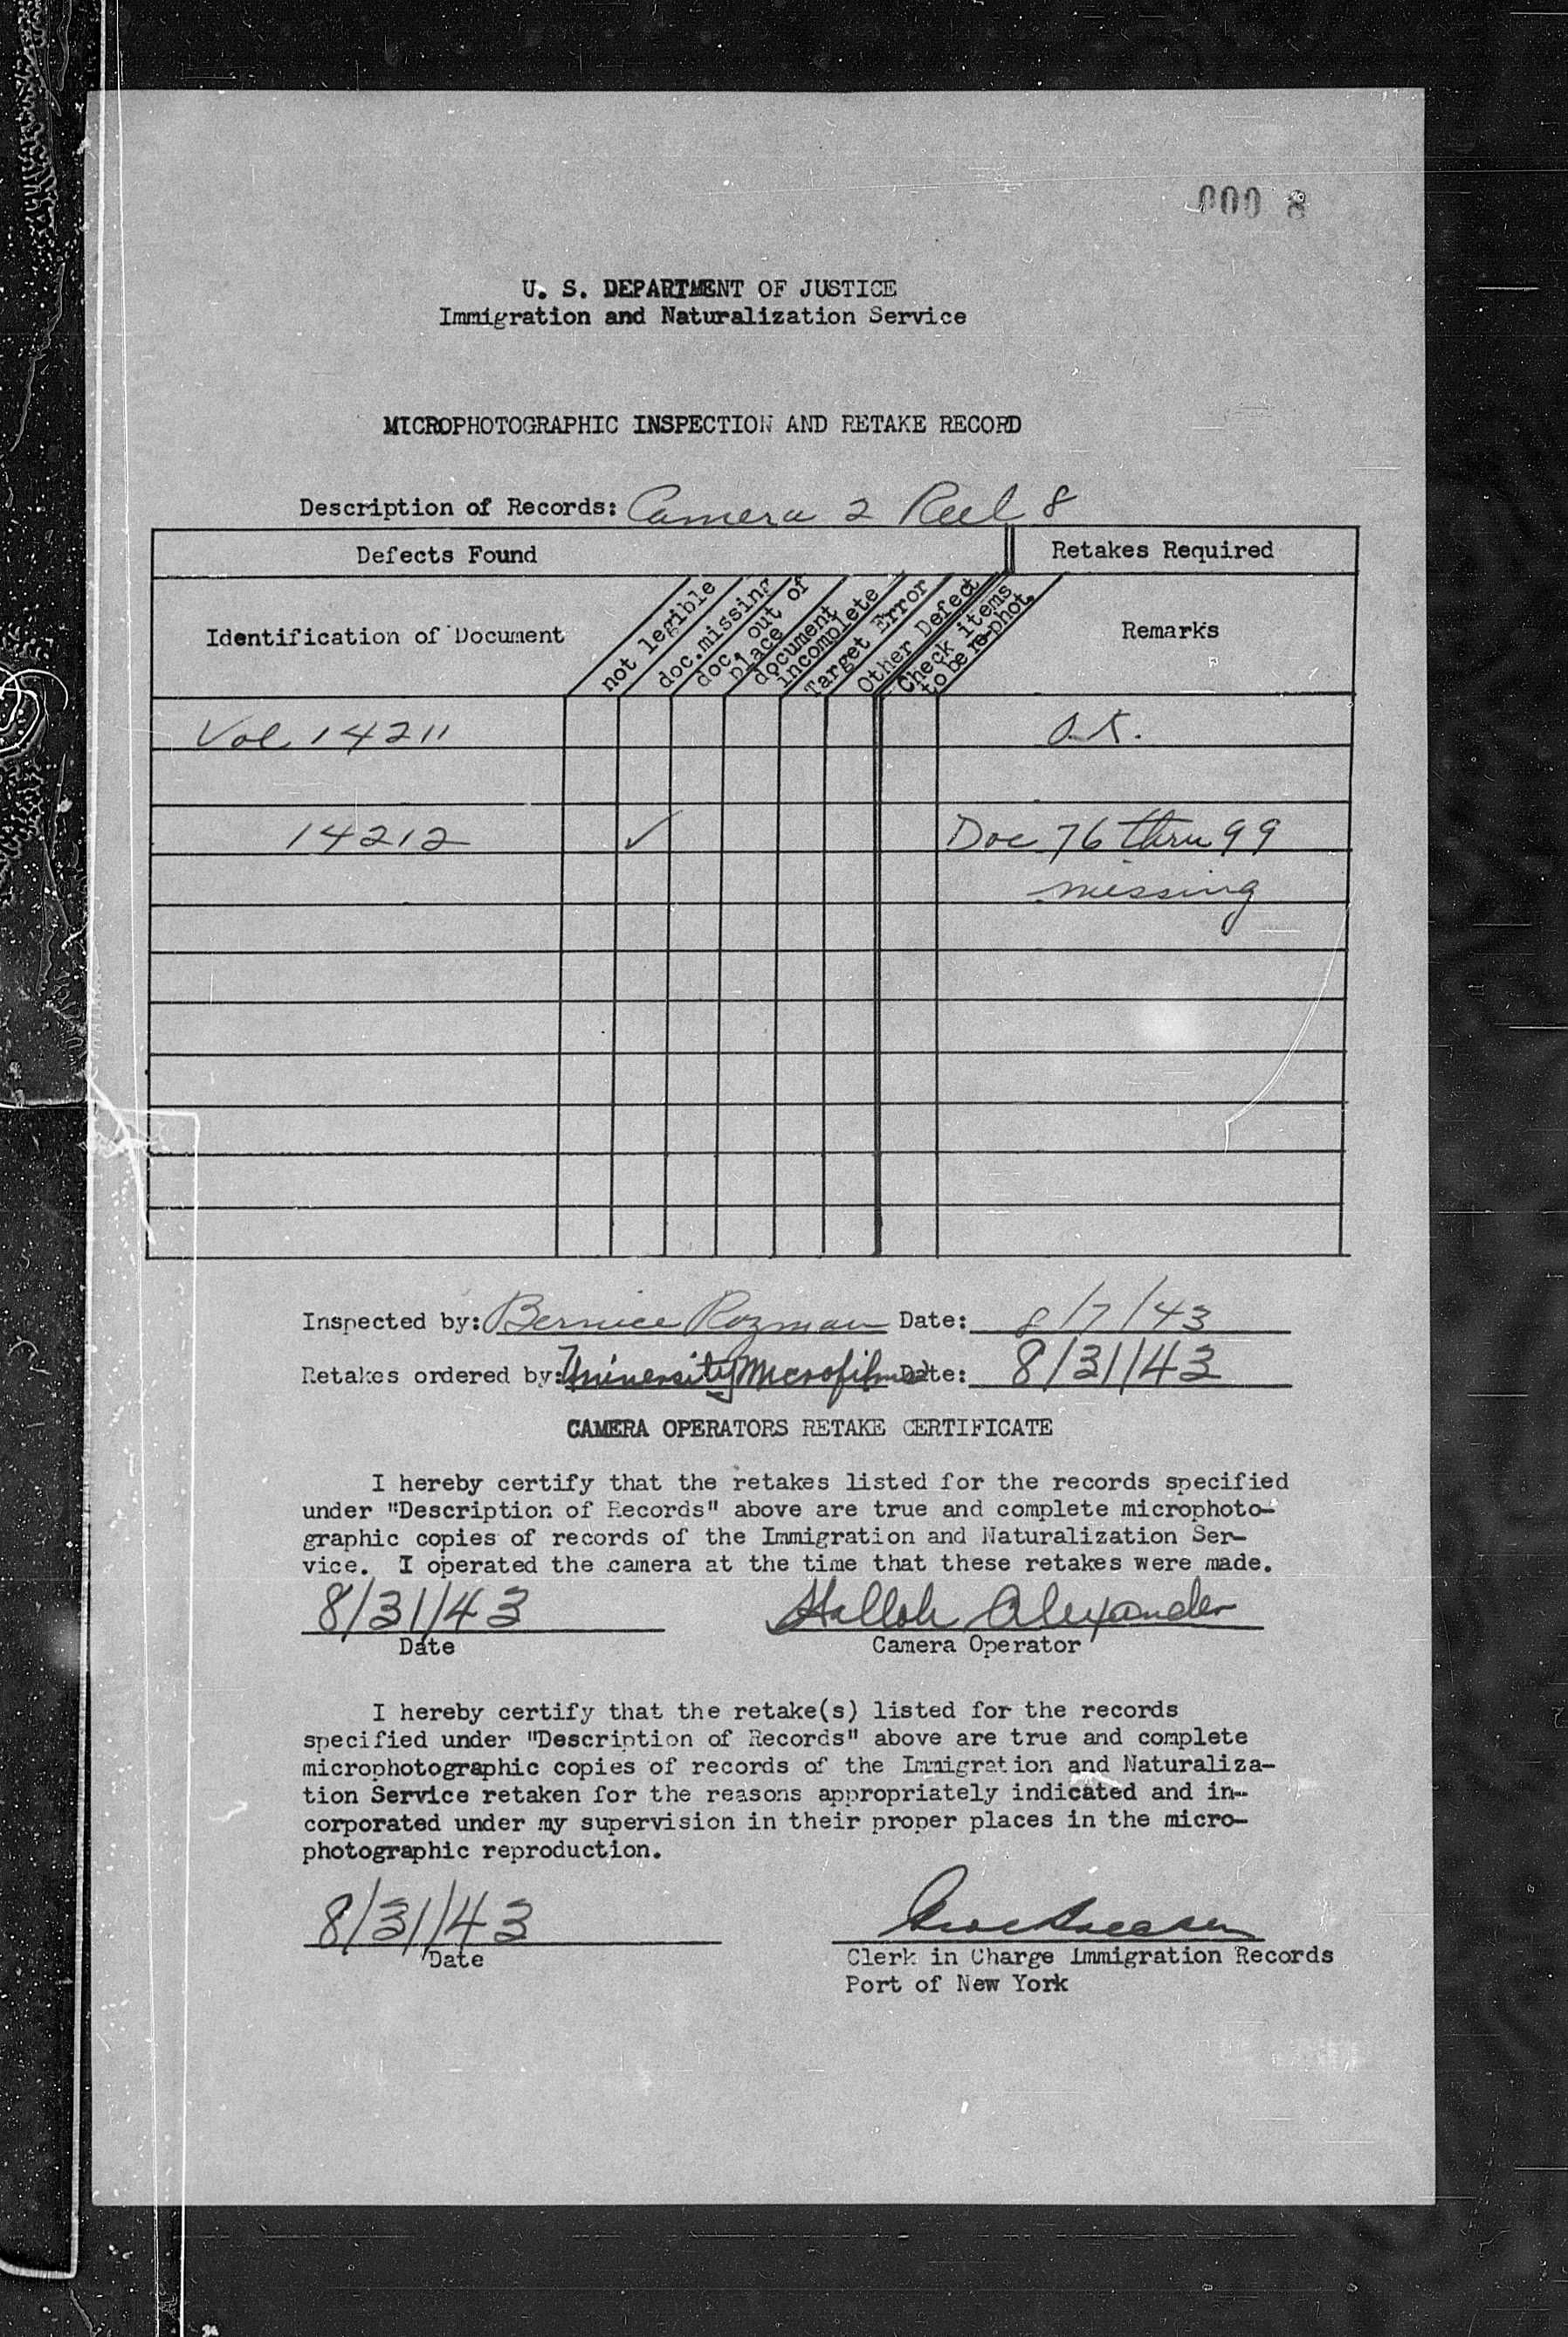 000 8
U. S. DEPARTMENT OF JUSTICE
Immigration and Naturalization Service
MICROPHOTOGRAPHIC INSPECTION AND RETAKE RECORD
Description of Records: Camera 2 Reel 8
Defects Found
Retakes Required
Identification of Document
not legible
doc.missing
doc. out of
place
document
incomplete
Target Error
Other Defect
Check items
to be re-phot.
Remarks
Vol. 14211 O.K.
14212 ✓ Doc 76 thru 99
missing
Inspected by: Bernice Rozman Date: 8/7/43
Retakes ordered by: University Microfilms Date: 8/31/43
CAMERA OPERATORS RETAKE CERTIFICATE
I hereby certify that the retakes listed for the records specified
under "Description of Records" above are true and complete microphoto-
graphic copies of records of the Immigration and Naturalization Ser-
vice. I operated the camera at the time that these retakes were made.
8/31/43 Alexander
Date Camera Operator
I hereby certify that the retake(s) listed for the records
specified under "Description of Records" above are true and complete
microphotographic copies of records of the Immigration and Naturaliza-
tion Service retaken for the reasons appropriately indicated and in-
corporated under my supervision in their proper places in the micro-
photographic reproduction.
8/31/43
Date Clerk in Charge Immigration Records
Port of New York